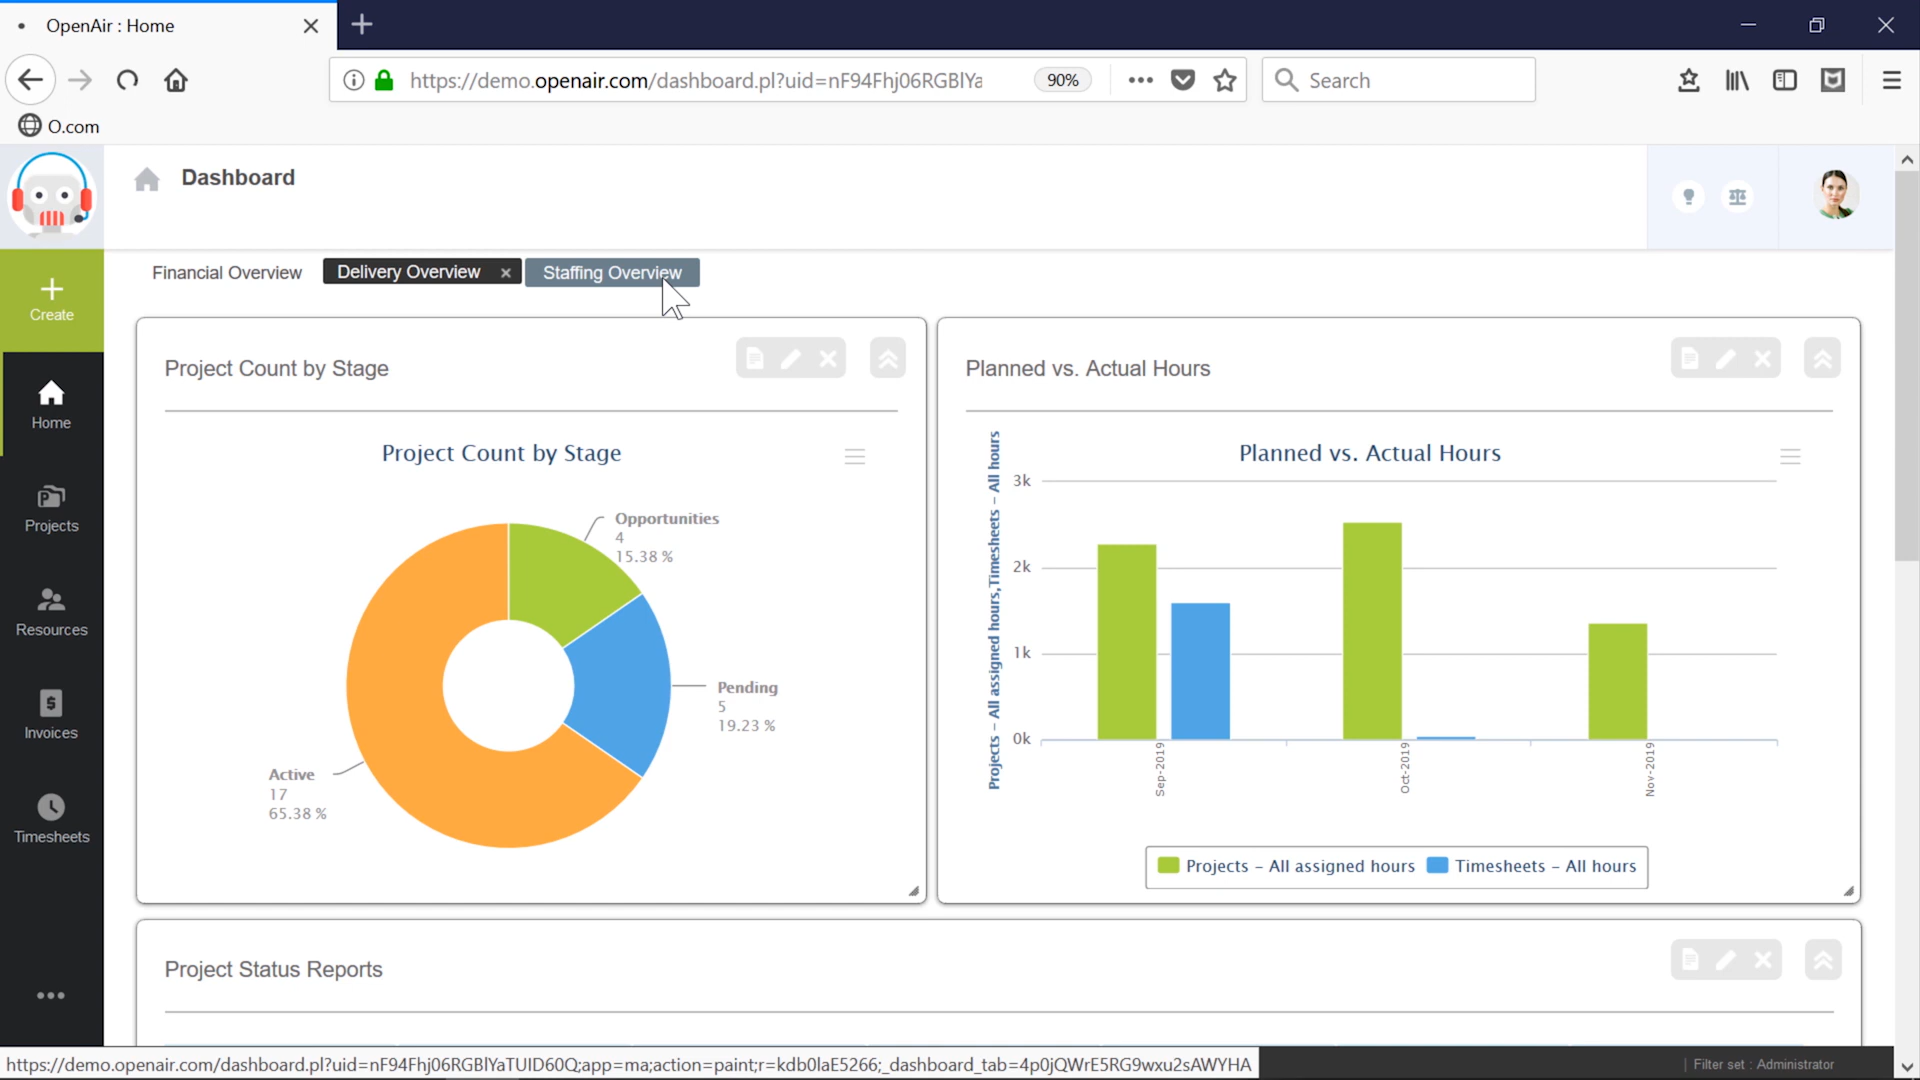 OpenAir : Home
https://demo.openair.com/dashboard.pl?uid=nF94Fhj06RGBlYa
90%
Search
O.com
Dashboard
Financial Overview
Delivery Overview
Staffing Overview
Create
Home
Projects
Resources
Invoices
Timesheets
Project Count by Stage
Project Count by Stage
Opportunities
4
15.38 %
Pending
5
19.23 %
Active
17
65.38 %
Planned vs. Actual Hours
Planned vs. Actual Hours
Projects – All assigned hours,Timesheets – All hours
3k
2k
1k
0k
Sep-2019
Oct-2019
Nov-2019
Projects – All assigned hours
Timesheets – All hours
Project Status Reports
https://demo.openair.com/dashboard.pl?uid=nF94Fhj06RGBlYaTUID60Q;app=ma;action=paint;r=kdb0laE5266;_dashboard_tab=4p0jQWrE5RG9wxu2sAWYHA
Filter set : Administrator